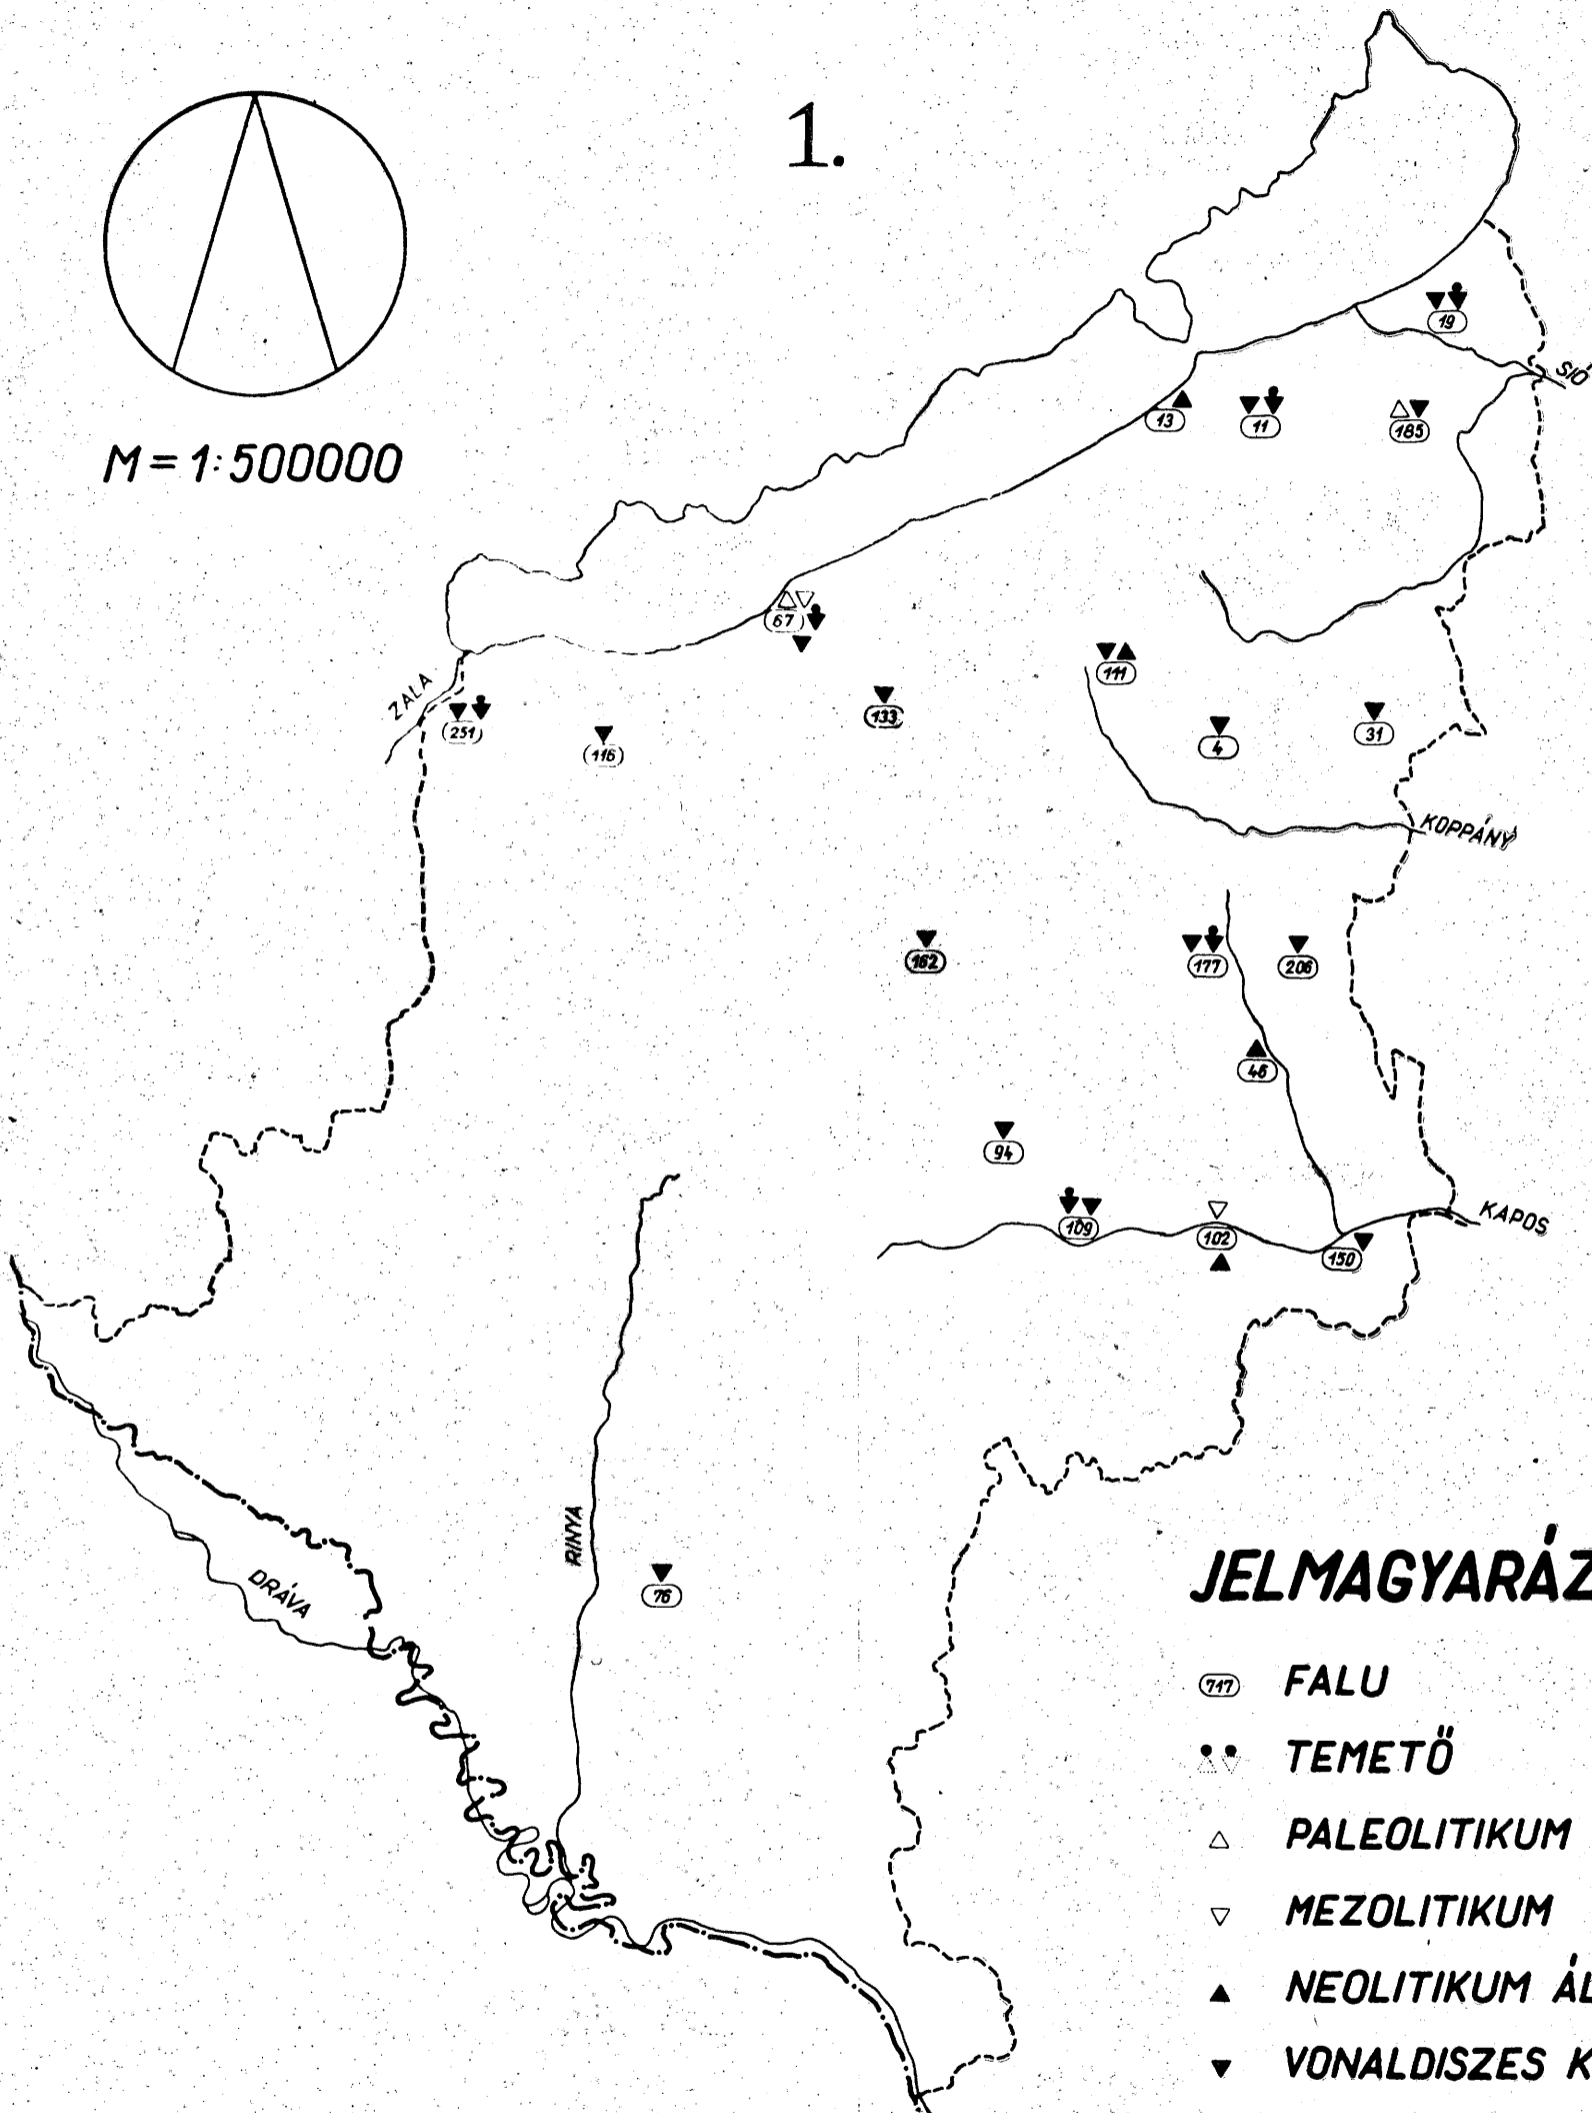 1.
M = 1:500000
19
SIÓ
13
11
185
67
111
ZALA
251
116
133
4
31
KOPPÁNY
162
177
206
46
94
109
102
150
KAPOS
RINYA
DRÁVA
76
JELMAGYARÁZ
717 FALU
TEMETŐ
PALEOLITIKUM
MEZOLITIKUM
NEOLITIKUM ÁL
VONALDISZES K